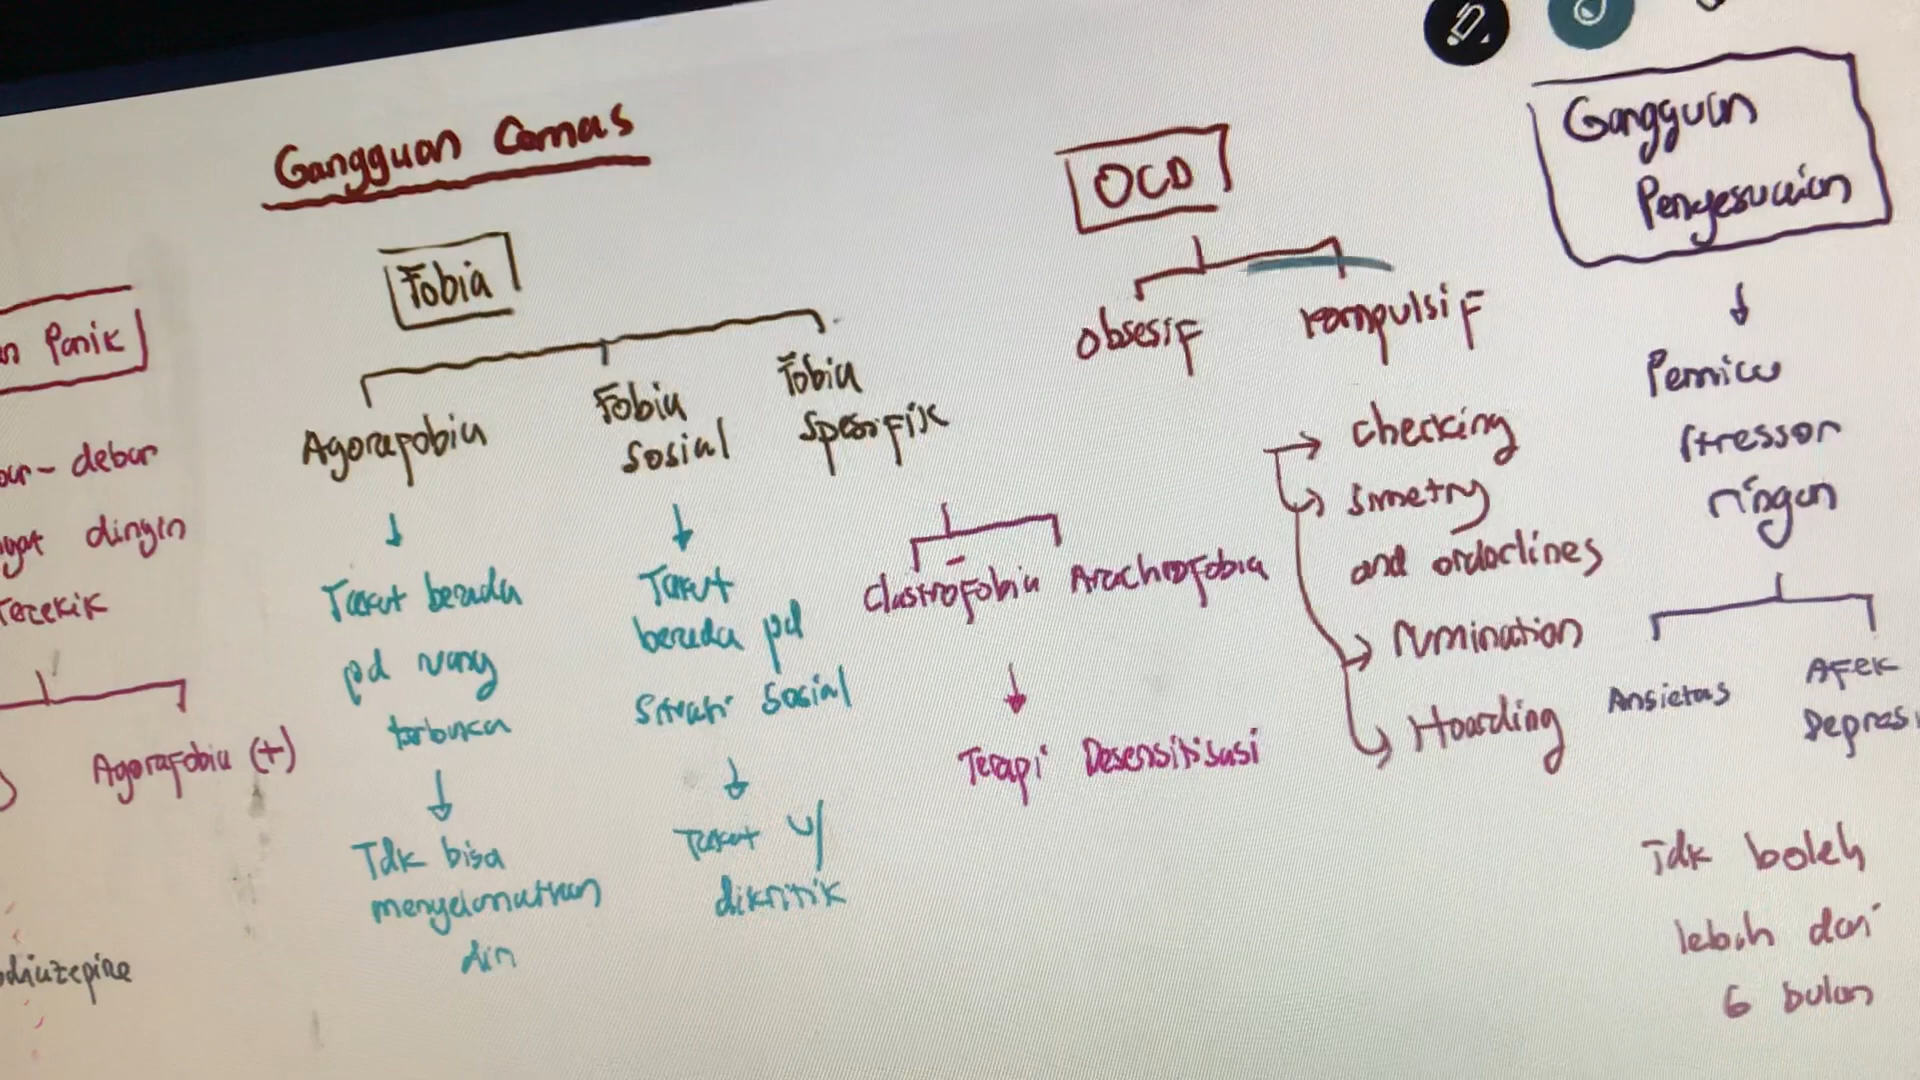 Gangguan Cemas
Panik
debar
dingin
Tercekik
Agorafobia (+)
Fobia
Agorafobia
Fobia
Sosial
Fobia
Spesifik
Takut berada
pd ruang
terbuka
Tdk bisa
menyelamatkan
diri
Takut
berada pd
Situasi Sosial
Takut u/
dikritik
Clastrofobia Arachnofobia
Terapi Desensitisasi
OCD
obsesif
kompulsif
checking
simetry
and
rumination
Hoarding
Gangguan
Penyesuaian
Pemicu
stressor
ringan
Ansietas
Afek
Depresi
Tdk boleh
lebih dari
6 bulan